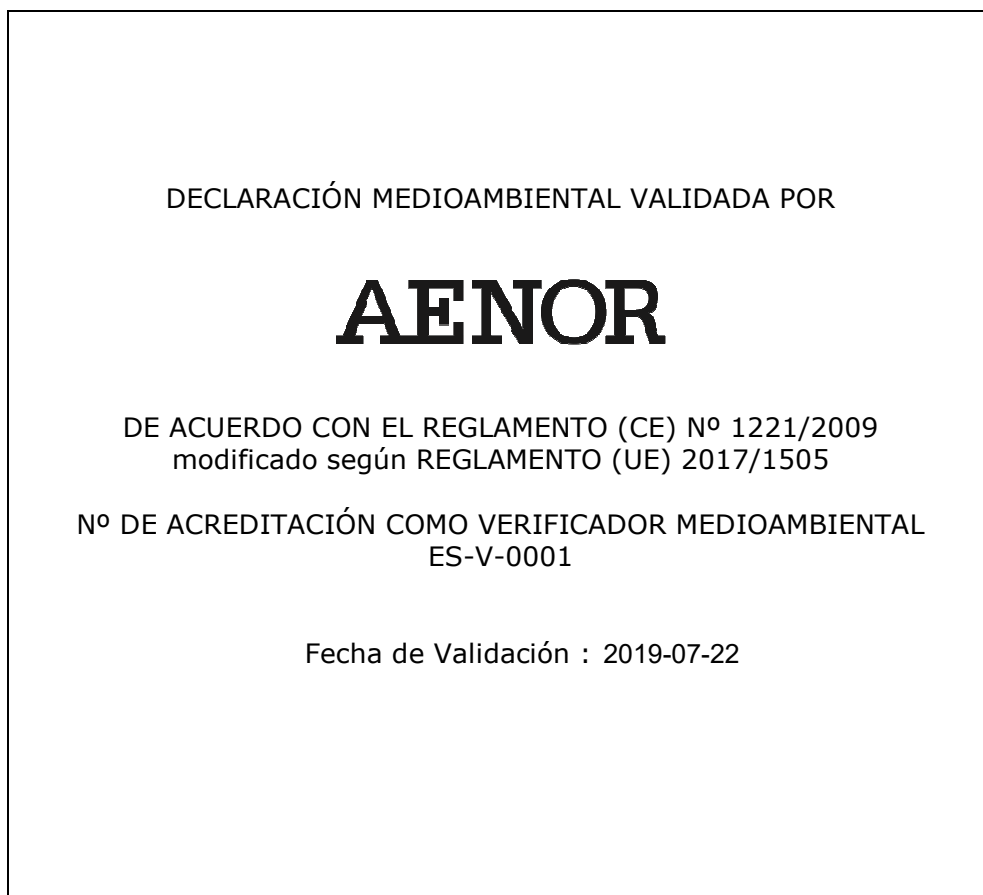 DECLARACIÓN MEDIOAMBIENTAL VALIDADA POR
AENOR
DE ACUERDO CON EL REGLAMENTO (CE) Nº 1221/2009
modificado según REGLAMENTO (UE) 2017/1505
Nº DE ACREDITACIÓN COMO VERIFICADOR MEDIOAMBIENTAL
ES-V-0001
Fecha de Validación : 2019-07-22